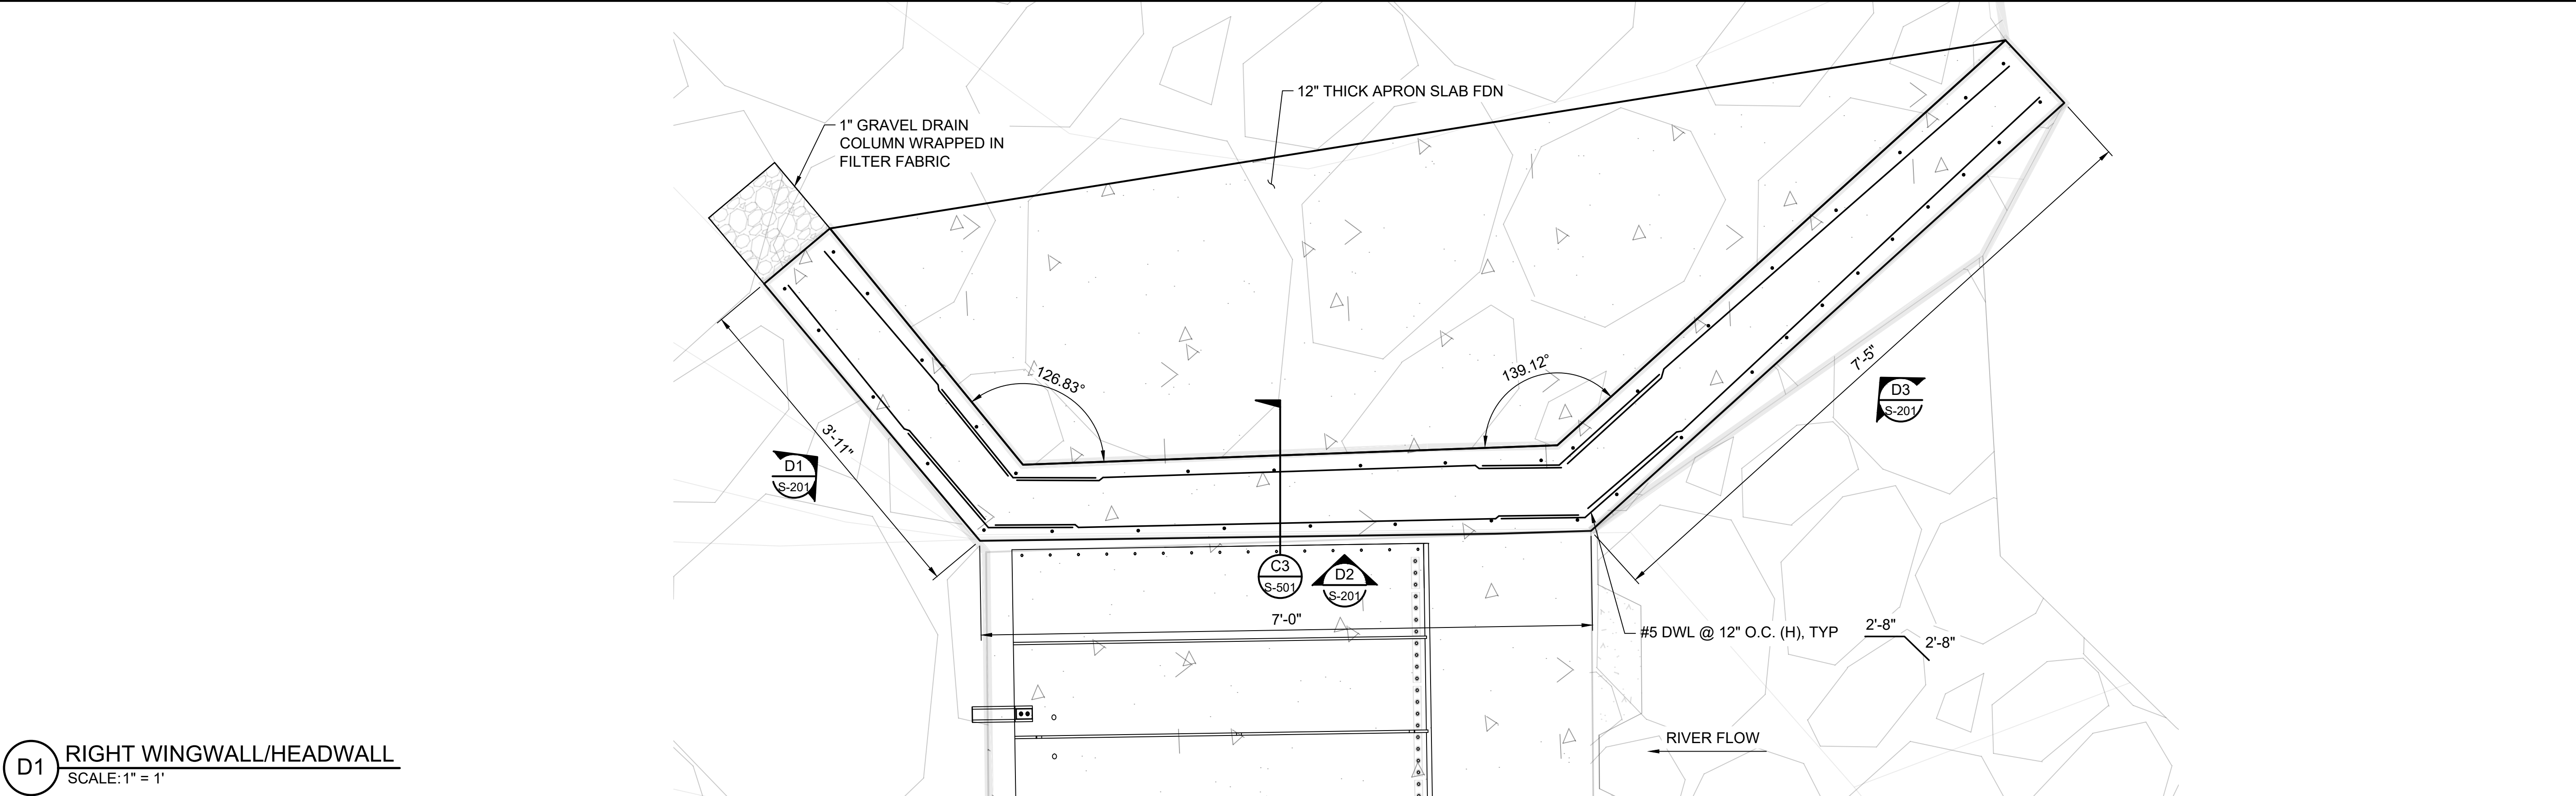 12" THICK APRON SLAB FDN
1" GRAVEL DRAIN
COLUMN WRAPPED IN
FILTER FABRIC
126.83°
139.12°
7'-5"
D3
S-201
3'-11"
D1
S-201
C3
S-501
D2
S-201
7'-0"
#5 DWL @ 12" O.C. (H), TYP
2'-8"
2'-8"
RIVER FLOW
D1
RIGHT WINGWALL/HEADWALL
SCALE: 1" = 1'